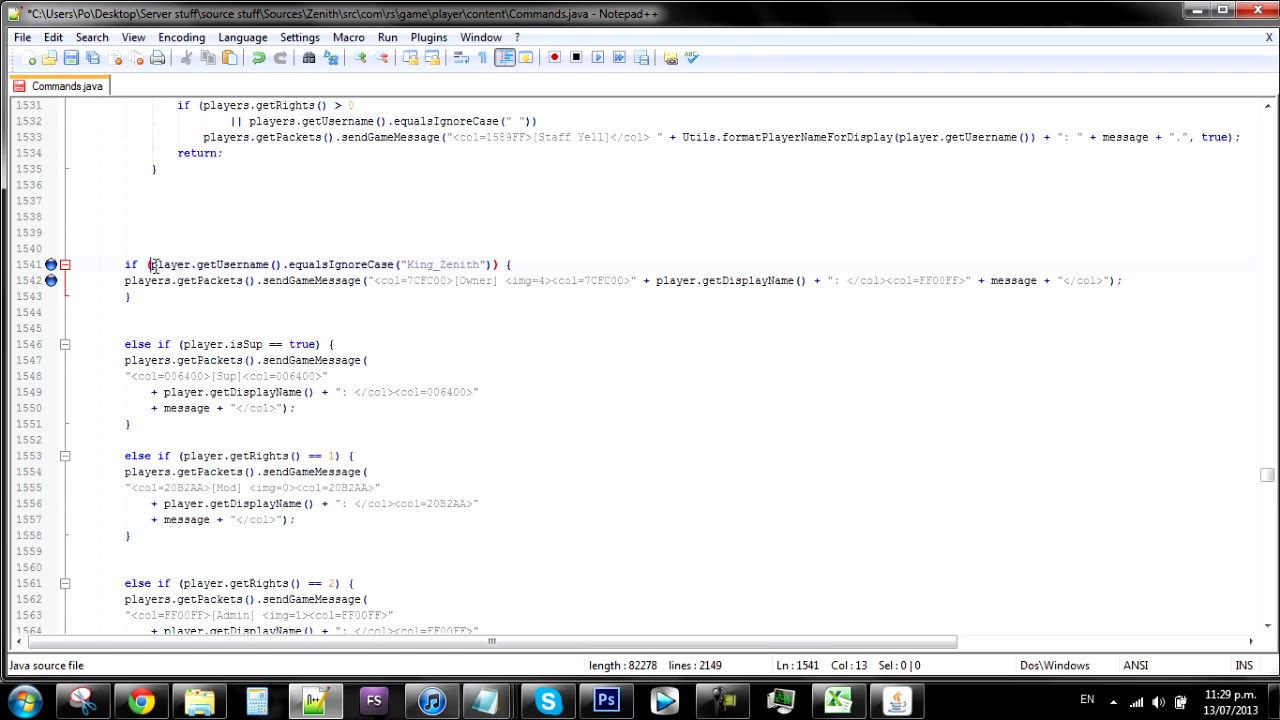 *C:\Users\Po\Desktop\Server stuff\source stuff\Sources\Zenith\src\com\rs\game\player\content\Commands.java - Notepad++
File Edit Search View Encoding Language Settings Macro Run Plugins Window ? X
Commands.java
1531 if (players.getRights() > 0
1532 || players.getUsername().equalsIgnoreCase(" "))
1533 players.getPackets().sendGameMessage("<col=1589FF>[Staff Yell]</col> " + Utils.formatPlayerNameForDisplay(player.getUsername()) + ": " + message + ".", true);
1534 return;
1535 }
1536
1537
1538
1539
1540
1541 if (player.getUsername().equalsIgnoreCase("King_Zenith")) {
1542 players.getPackets().sendGameMessage("<col=7CFC00>[Owner] <img=4><col=7CFC00>" + player.getDisplayName() + ": </col><col=FF00FF>" + message + "</col>");
1543 }
1544
1545
1546 else if (player.isSup == true) {
1547 players.getPackets().sendGameMessage(
1548 "<col=006400>[Sup]<col=006400>"
1549 + player.getDisplayName() + ": </col><col=006400>"
1550 + message + "</col>");
1551 }
1552
1553 else if (player.getRights() == 1) {
1554 players.getPackets().sendGameMessage(
1555 "<col=20B2AA>[Mod] <img=0><col=20B2AA>"
1556 + player.getDisplayName() + ": </col><col=20B2AA>"
1557 + message + "</col>");
1558 }
1559
1560
1561 else if (player.getRights() == 2) {
1562 players.getPackets().sendGameMessage(
1563 "<col=FF00FF>[Admin] <img=1><col=FF00FF>"
1564 + player.getDisplayName() + ": </col><col=FF00FF>"
Java source file length : 82278 lines : 2149 Ln : 1541 Col : 13 Sel : 0 | 0 Dos\Windows ANSI INS
FS Ps EN 11:29 p.m.
13/07/2013